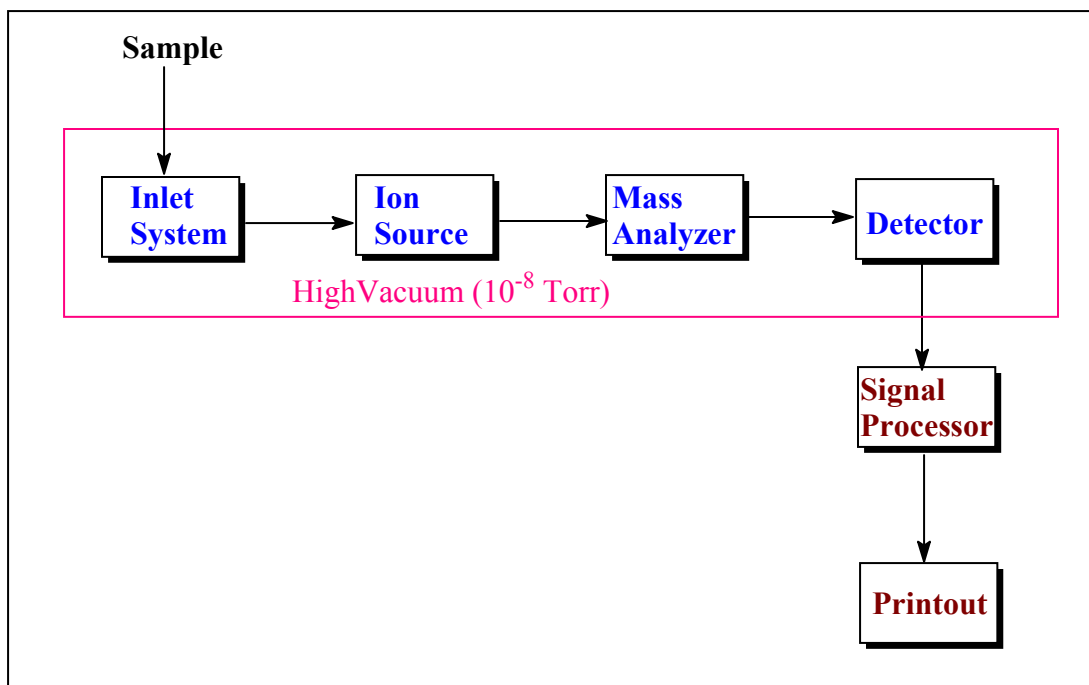 Sample
Inlet
System
Ion
Source
Mass
Analyzer
Detector
HighVacuum (10⁻⁸ Torr)
Signal
Processor
Printout